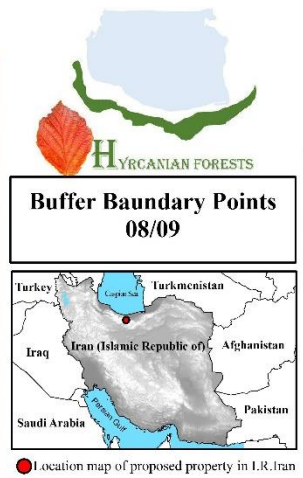 HYRCANIAN FORESTS
Buffer Baundary Points
08/09
Turkey
Caspian Sea
Turkmenistan
Iraq
Iran (Islamic Republic of)
Afghanistan
Saudi Arabia
Persian Gulf
Pakistan
Location map of proposed property in I.R.Iran